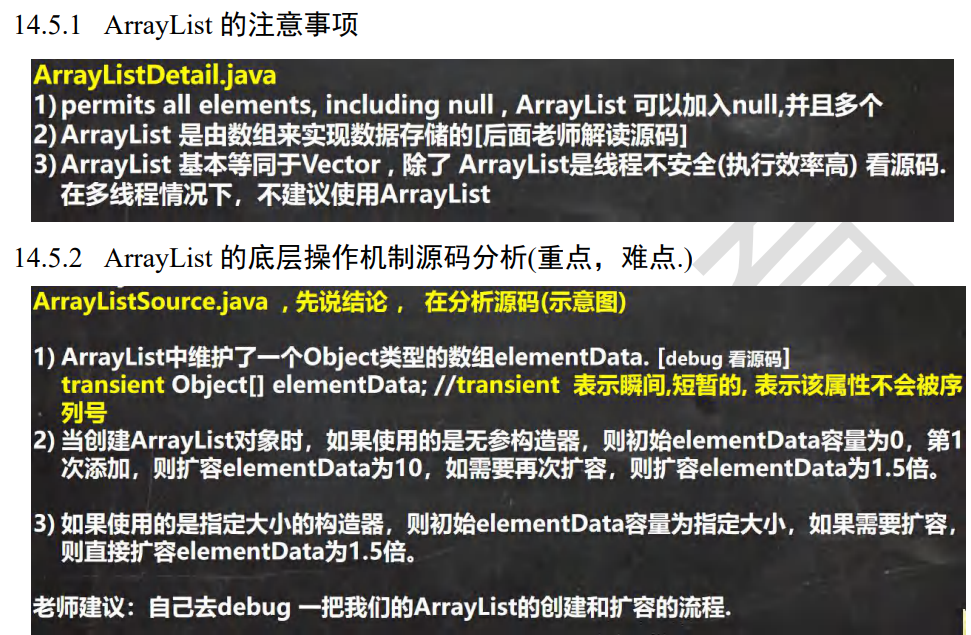 14.5.1 ArrayList 的注意事项
ArrayListDetail.java
1) permits all elements, including null , ArrayList 可以加入null,并且多个
2) ArrayList 是由数组来实现数据存储的[后面老师解读源码]
3) ArrayList 基本等同于Vector , 除了 ArrayList是线程不安全(执行效率高) 看源码.
在多线程情况下，不建议使用ArrayList
14.5.2 ArrayList 的底层操作机制源码分析(重点，难点.)
ArrayListSource.java , 先说结论 ， 在分析源码(示意图)
1) ArrayList中维护了一个Object类型的数组elementData. [debug 看源码]
transient Object[] elementData; //transient 表示瞬间,短暂的, 表示该属性不会被序
列号
2) 当创建ArrayList对象时，如果使用的是无参构造器，则初始elementData容量为0，第1
次添加，则扩容elementData为10，如需要再次扩容，则扩容elementData为1.5倍。
3) 如果使用的是指定大小的构造器，则初始elementData容量为指定大小，如果需要扩容，
则直接扩容elementData为1.5倍。
老师建议：自己去debug 一把我们的ArrayList的创建和扩容的流程.